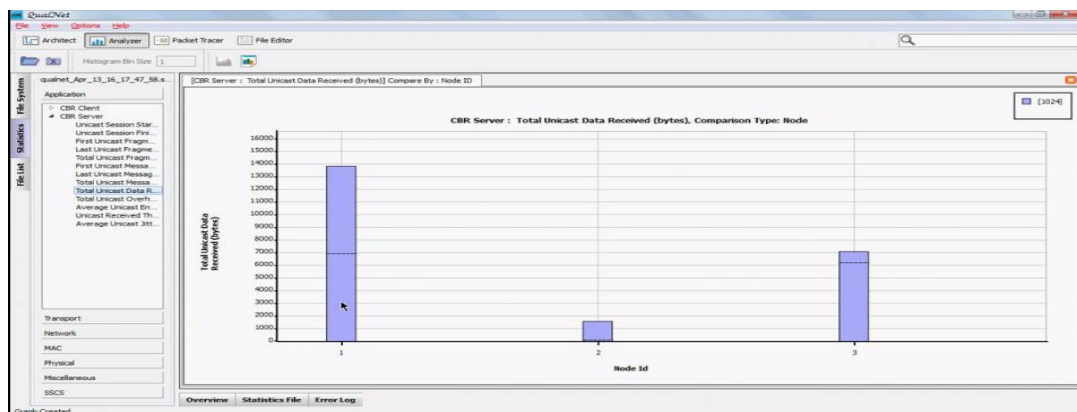 QualNet
File View Options Help
Architect Analyzer Packet Tracer File Editor
Histogram Bin Size 1
File System
Statistics
File List
qualnet_Apr_13_16_17_47_58.s...
Application
CBR Client
CBR Server
Unicast Session Star...
Unicast Session Fini...
First Unicast Fragm...
Last Unicast Fragme...
Total Unicast Fragm...
First Unicast Messa...
Last Unicast Messag...
Total Unicast Messa...
Total Unicast Data R...
Total Unicast Overh...
Average Unicast En...
Unicast Received Th...
Average Unicast Jitt...
Transport
Network
MAC
Physical
Miscellaneous
SSCS
[CBR Server : Total Unicast Data Received (bytes)] Compare By : Node ID
[1024]
CBR Server : Total Unicast Data Received (bytes), Comparison Type: Node
Total Unicast Data
Received (bytes)
16000
15000
14000
13000
12000
11000
10000
9000
8000
7000
6000
5000
4000
3000
2000
1000
0
1 2 3
Node Id
Overview Statistics File Error Log
Graph Created